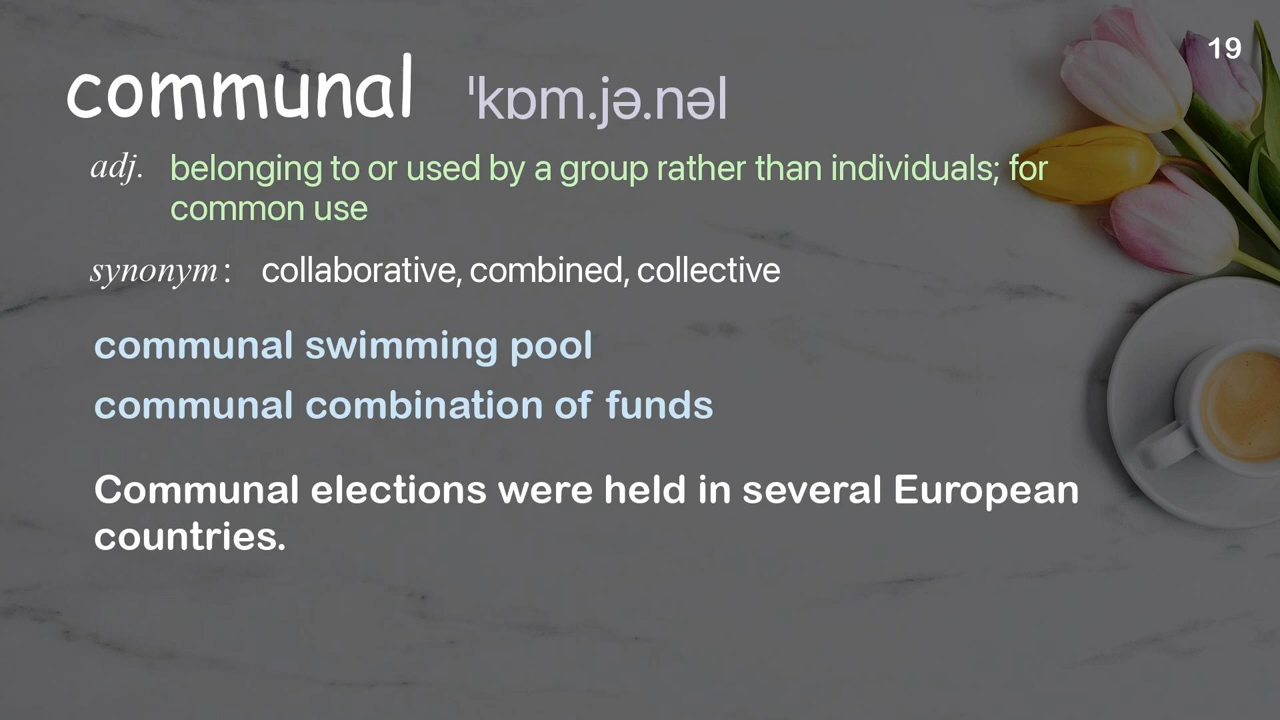 19
communal ˈkɒm.jə.nəl
adj. belonging to or used by a group rather than individuals; for
common use
synonym: collaborative, combined, collective
communal swimming pool
communal combination of funds
Communal elections were held in several European
countries.